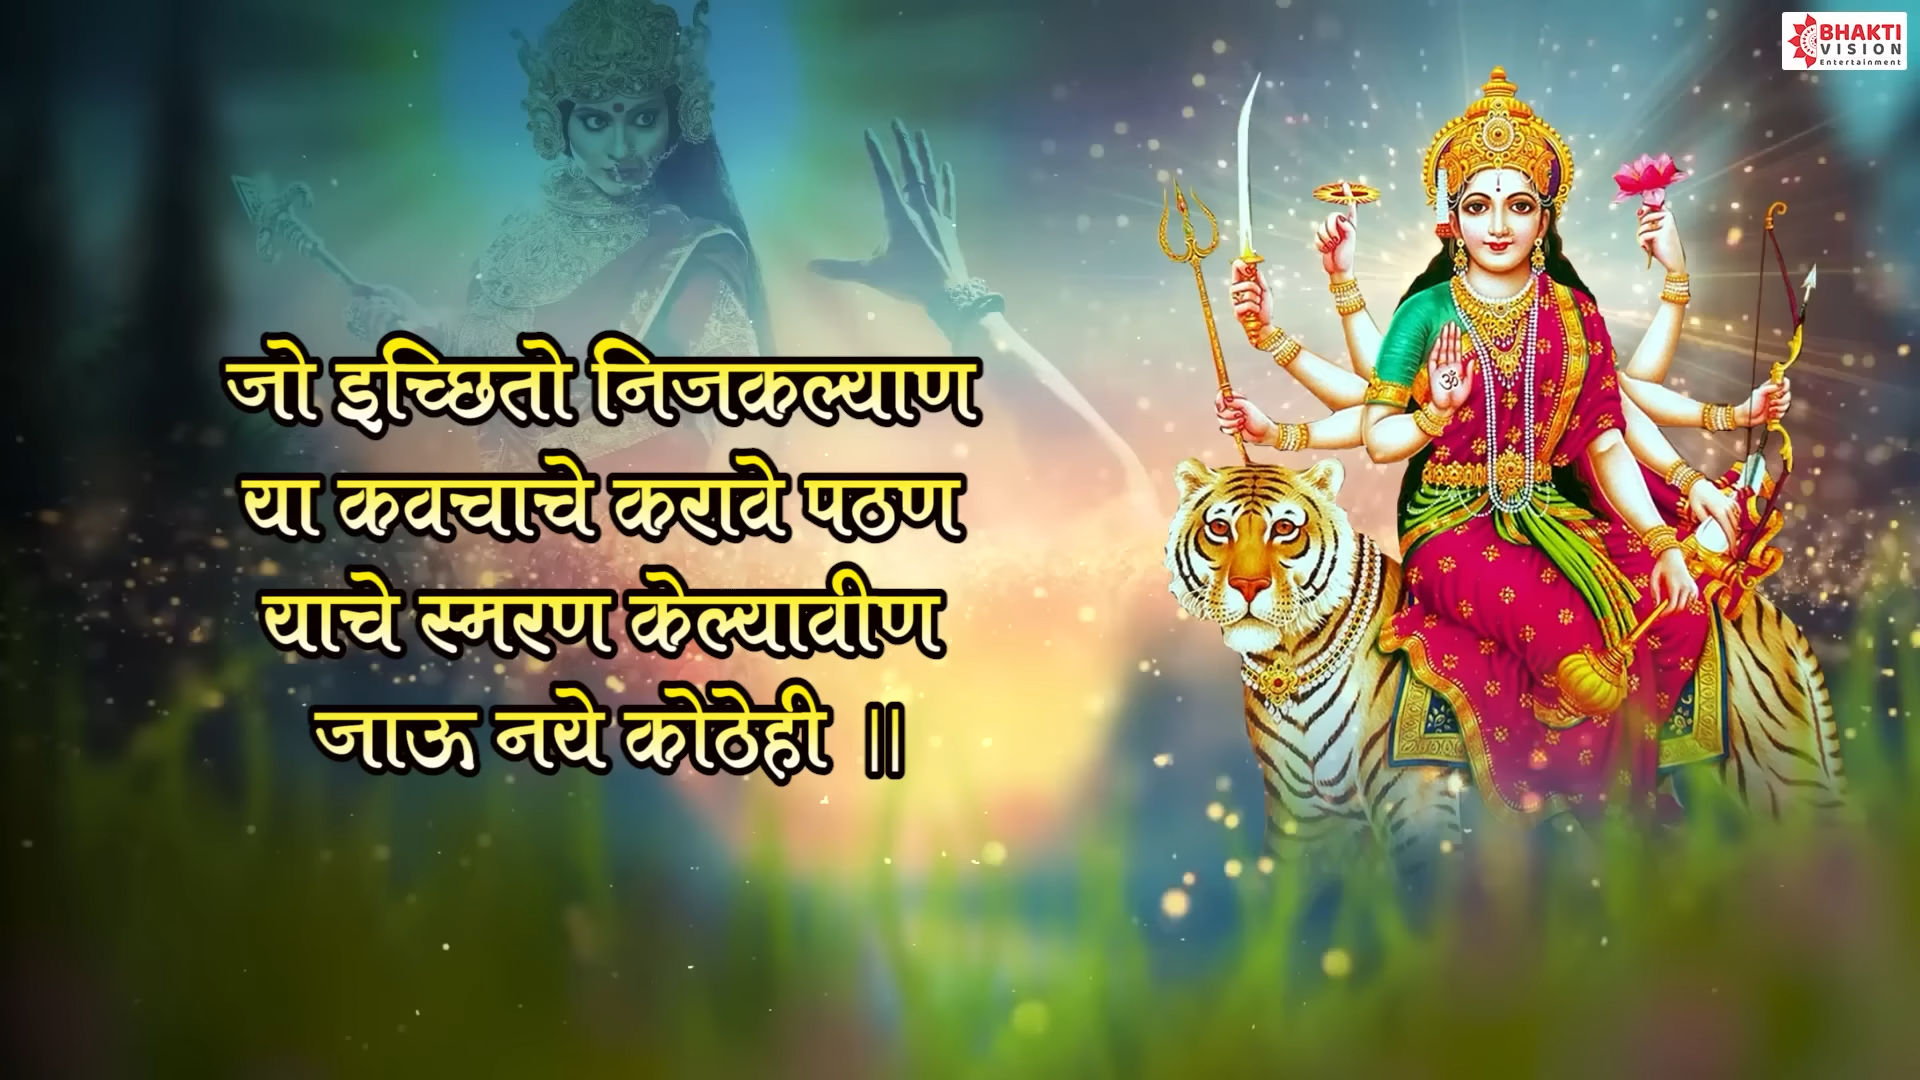 BHAKTI
VISION
Entertainment
जो इच्छितो निजकल्याण
या कवचाचे करावे पठण
याचे स्मरण केल्यावीण
जाऊ नये कोठेही ॥
ॐ